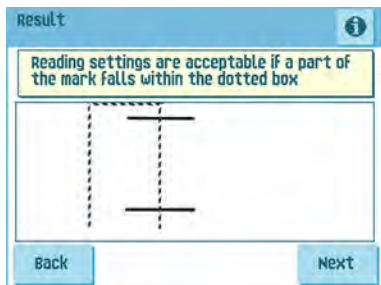 Result
Reading settings are acceptable if a part of
the mark falls within the dotted box
Back
Next